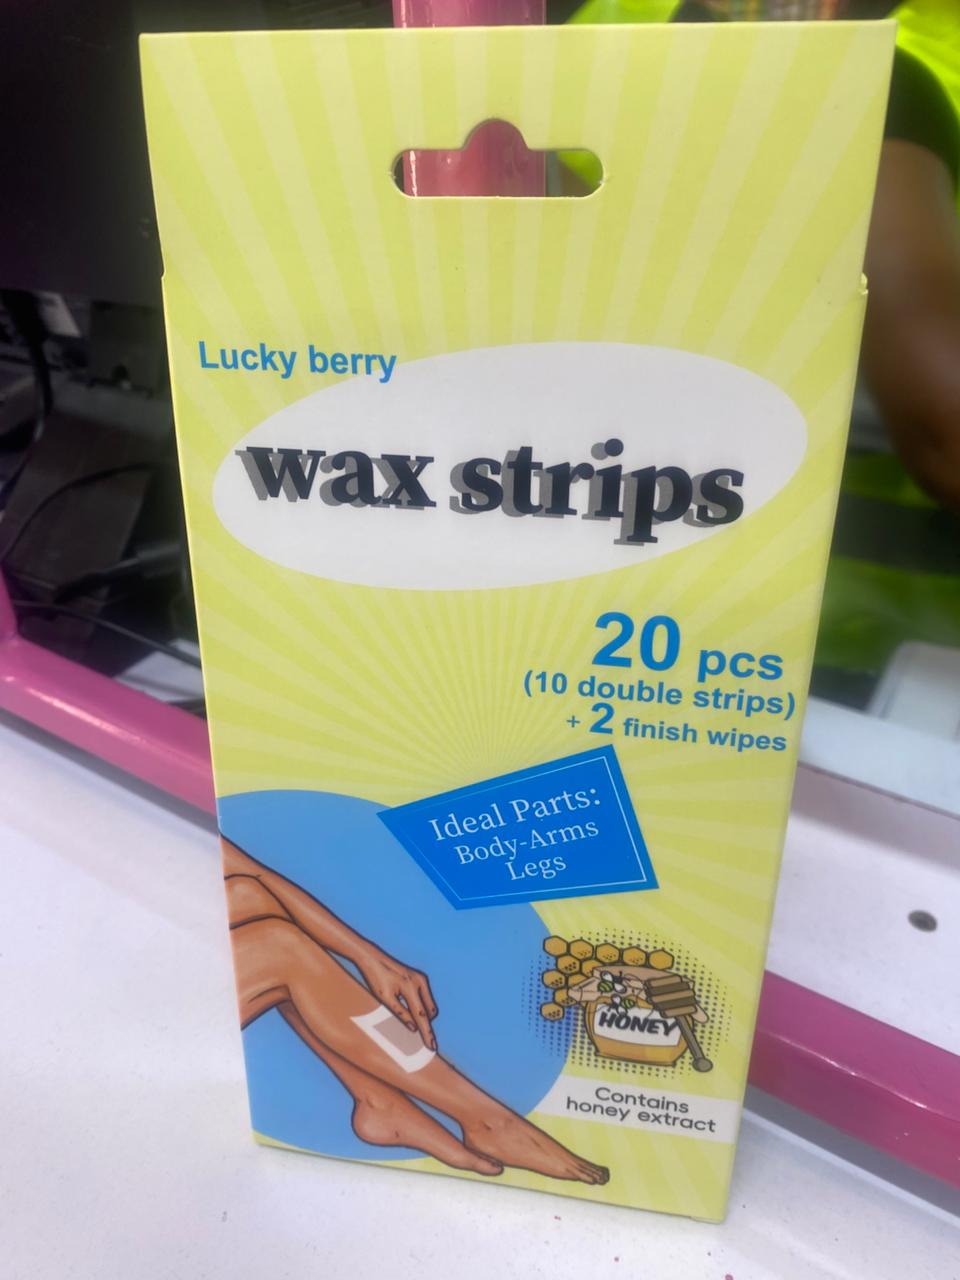 Lucky berry
wax strips
20 pcs
(10 double strips)
+ 2 finish wipes
Ideal Parts:
Body-Arms
Legs
HONEY
Contains
honey extract